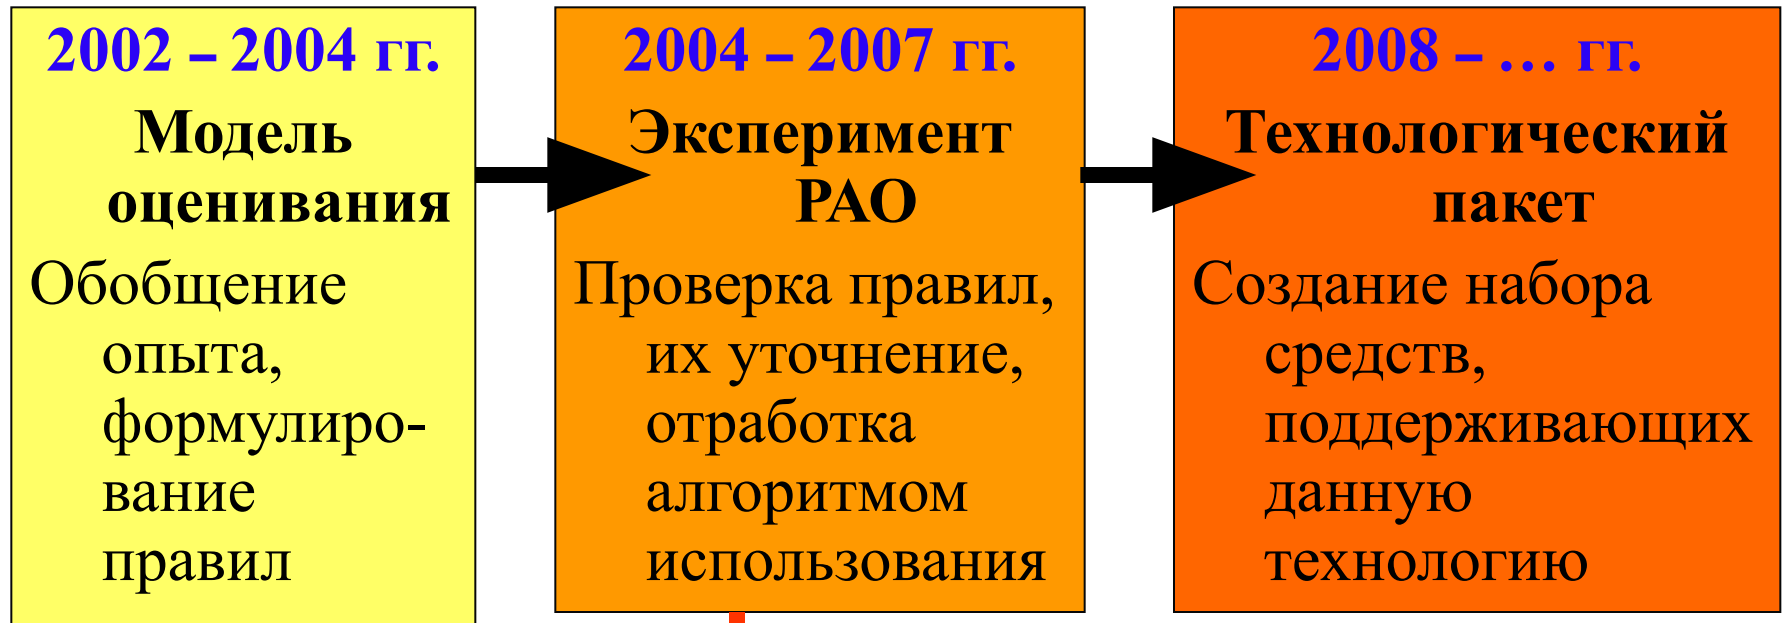 2002 – 2004 гг.
Модель
оценивания
Обобщение
опыта,
формулиро-
вание
правил
2004 – 2007 гг.
Эксперимент
РАО
Проверка правил,
их уточнение,
отработка
алгоритмом
использования
2008 – … гг.
Технологический
пакет
Создание набора
средств,
поддерживающих
данную
технологию